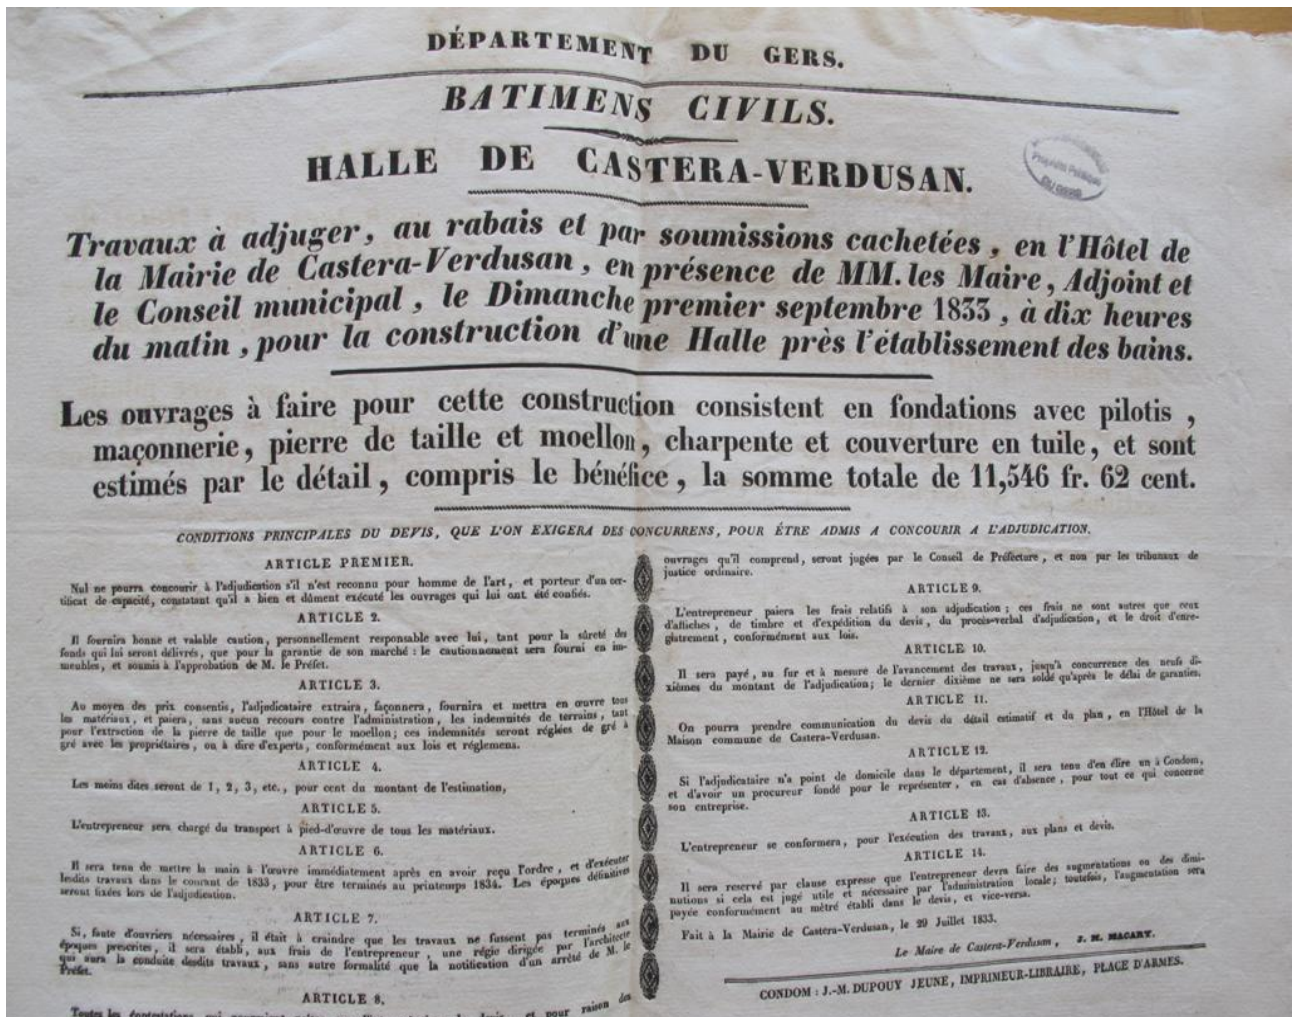 DÉPARTEMENT DU GERS.
BATIMENS CIVILS.
HALLE DE CASTERA-VERDUSAN.
Travaux à adjuger, au rabais et par soumissions cachetées, en l'Hôtel de
la Mairie de Castera-Verdusan, en présence de MM. les Maire, Adjoint et
le Conseil municipal, le Dimanche premier septembre 1833, à dix heures
du matin, pour la construction d'une Halle près l'établissement des bains.
Les ouvrages à faire pour cette construction consistent en fondations avec pilotis,
maçonnerie, pierre de taille et moellon, charpente et couverture en tuile, et sont
estimés par le détail, compris le bénéfice, la somme totale de 11,546 fr. 62 cent.
CONDITIONS PRINCIPALES DU DEVIS, QUE L'ON EXIGERA DES CONCURRENS, POUR ÊTRE ADMIS A CONCOURIR A L'ADJUDICATION.
ARTICLE PREMIER.
Nul ne pourra concourir à l'adjudication s'il n'est reconnu pour homme de l'art, et porteur d'un cer-
tificat de capacité, constatant qu'il a bien et dûment exécuté les ouvrages qui lui ont été confiés.
ARTICLE 2.
Il fournira bonne et valable caution, personnellement responsable avec lui, tant pour la sûreté des
fonds qui lui seront délivrés, que pour la garantie de son marché : le cautionnement sera fourni en im-
meubles, et soumis à l'approbation de M. le Préfet.
ARTICLE 3.
Au moyen des prix consentis, l'adjudicataire extraira, façonnera, fournira et mettra en œuvre tous
les matériaux, et paiera, sans aucun recours contre l'administration, les indemnités de terrains, tant
pour l'extraction de la pierre de taille que pour le moellon; ces indemnités seront réglées de gré à
gré avec les propriétaires, ou à dire d'experts, conformément aux lois et réglemens.
ARTICLE 4.
Les moins dites seront de 1, 2, 3, etc., pour cent du montant de l'estimation,
ARTICLE 5.
L'entrepreneur sera chargé du transport à pied-d'œuvre de tous les matériaux.
ARTICLE 6.
Il sera tenu de mettre la main à l'œuvre immédiatement après en avoir reçu l'ordre, et d'exécuter
lesdits travaux dans le courant de 1833, pour être terminés au printemps 1834. Les époques définitives
seront fixées lors de l'adjudication.
ARTICLE 7.
Si, faute d'ouvriers nécessaires, il était à craindre que les travaux ne fussent pas terminés aux
époques prescrites, il sera établi, aux frais de l'entrepreneur, une régie dirigée par l'architecte
qui aura la conduite desdits travaux, sans autre formalité que la notification d'un arrêté de M. le
Préfet.
ARTICLE 8.
Toutes les contestations qui pourraient
et pour raison des
ouvrages qu'il comprend, seront jugées par le Conseil de Préfecture, et non par les tribunaux de
justice ordinaire.
ARTICLE 9.
L'entrepreneur paiera les frais relatifs à son adjudication; ces frais ne sont autres que ceux
d'affiches, de timbre et d'expédition du devis, du procès-verbal d'adjudication, et le droit d'enre-
gistrement, conformément aux lois.
ARTICLE 10.
Il sera payé, au fur et à mesure de l'avancement des travaux, jusqu'à concurrence des neufs di-
xièmes du montant de l'adjudication; le dernier dixième ne sera soldé qu'après le délai de garanties.
ARTICLE 11.
On pourra prendre communication du devis du détail estimatif et du plan, en l'Hôtel de la
Maison commune de Castera-Verdusan.
ARTICLE 12.
Si l'adjudicataire n'a point de domicile dans le département, il sera tenu d'en élire un à Condom,
et d'avoir un procureur fondé pour le représenter, en cas d'absence, pour tout ce qui concerne
son entreprise.
ARTICLE 13.
L'entrepreneur se conformera, pour l'exécution des travaux, aux plans et devis.
ARTICLE 14.
Il sera reservé par clause expresse que l'entrepreneur devra faire des augmentations ou des dimi-
nutions si cela est jugé utile et nécessaire par l'administration locale; toutefois, l'augmentation sera
payée conformément au métré établi dans le devis, et vice-versa.
Fait à la Mairie de Castera-Verdusan, le 29 Juillet 1833.
Le Maire de Castera-Verdusan, J. M. MACARY.
CONDOM : J.-M. DUPOUY JEUNE, IMPRIMEUR-LIBRAIRE, PLACE D'ARMES.